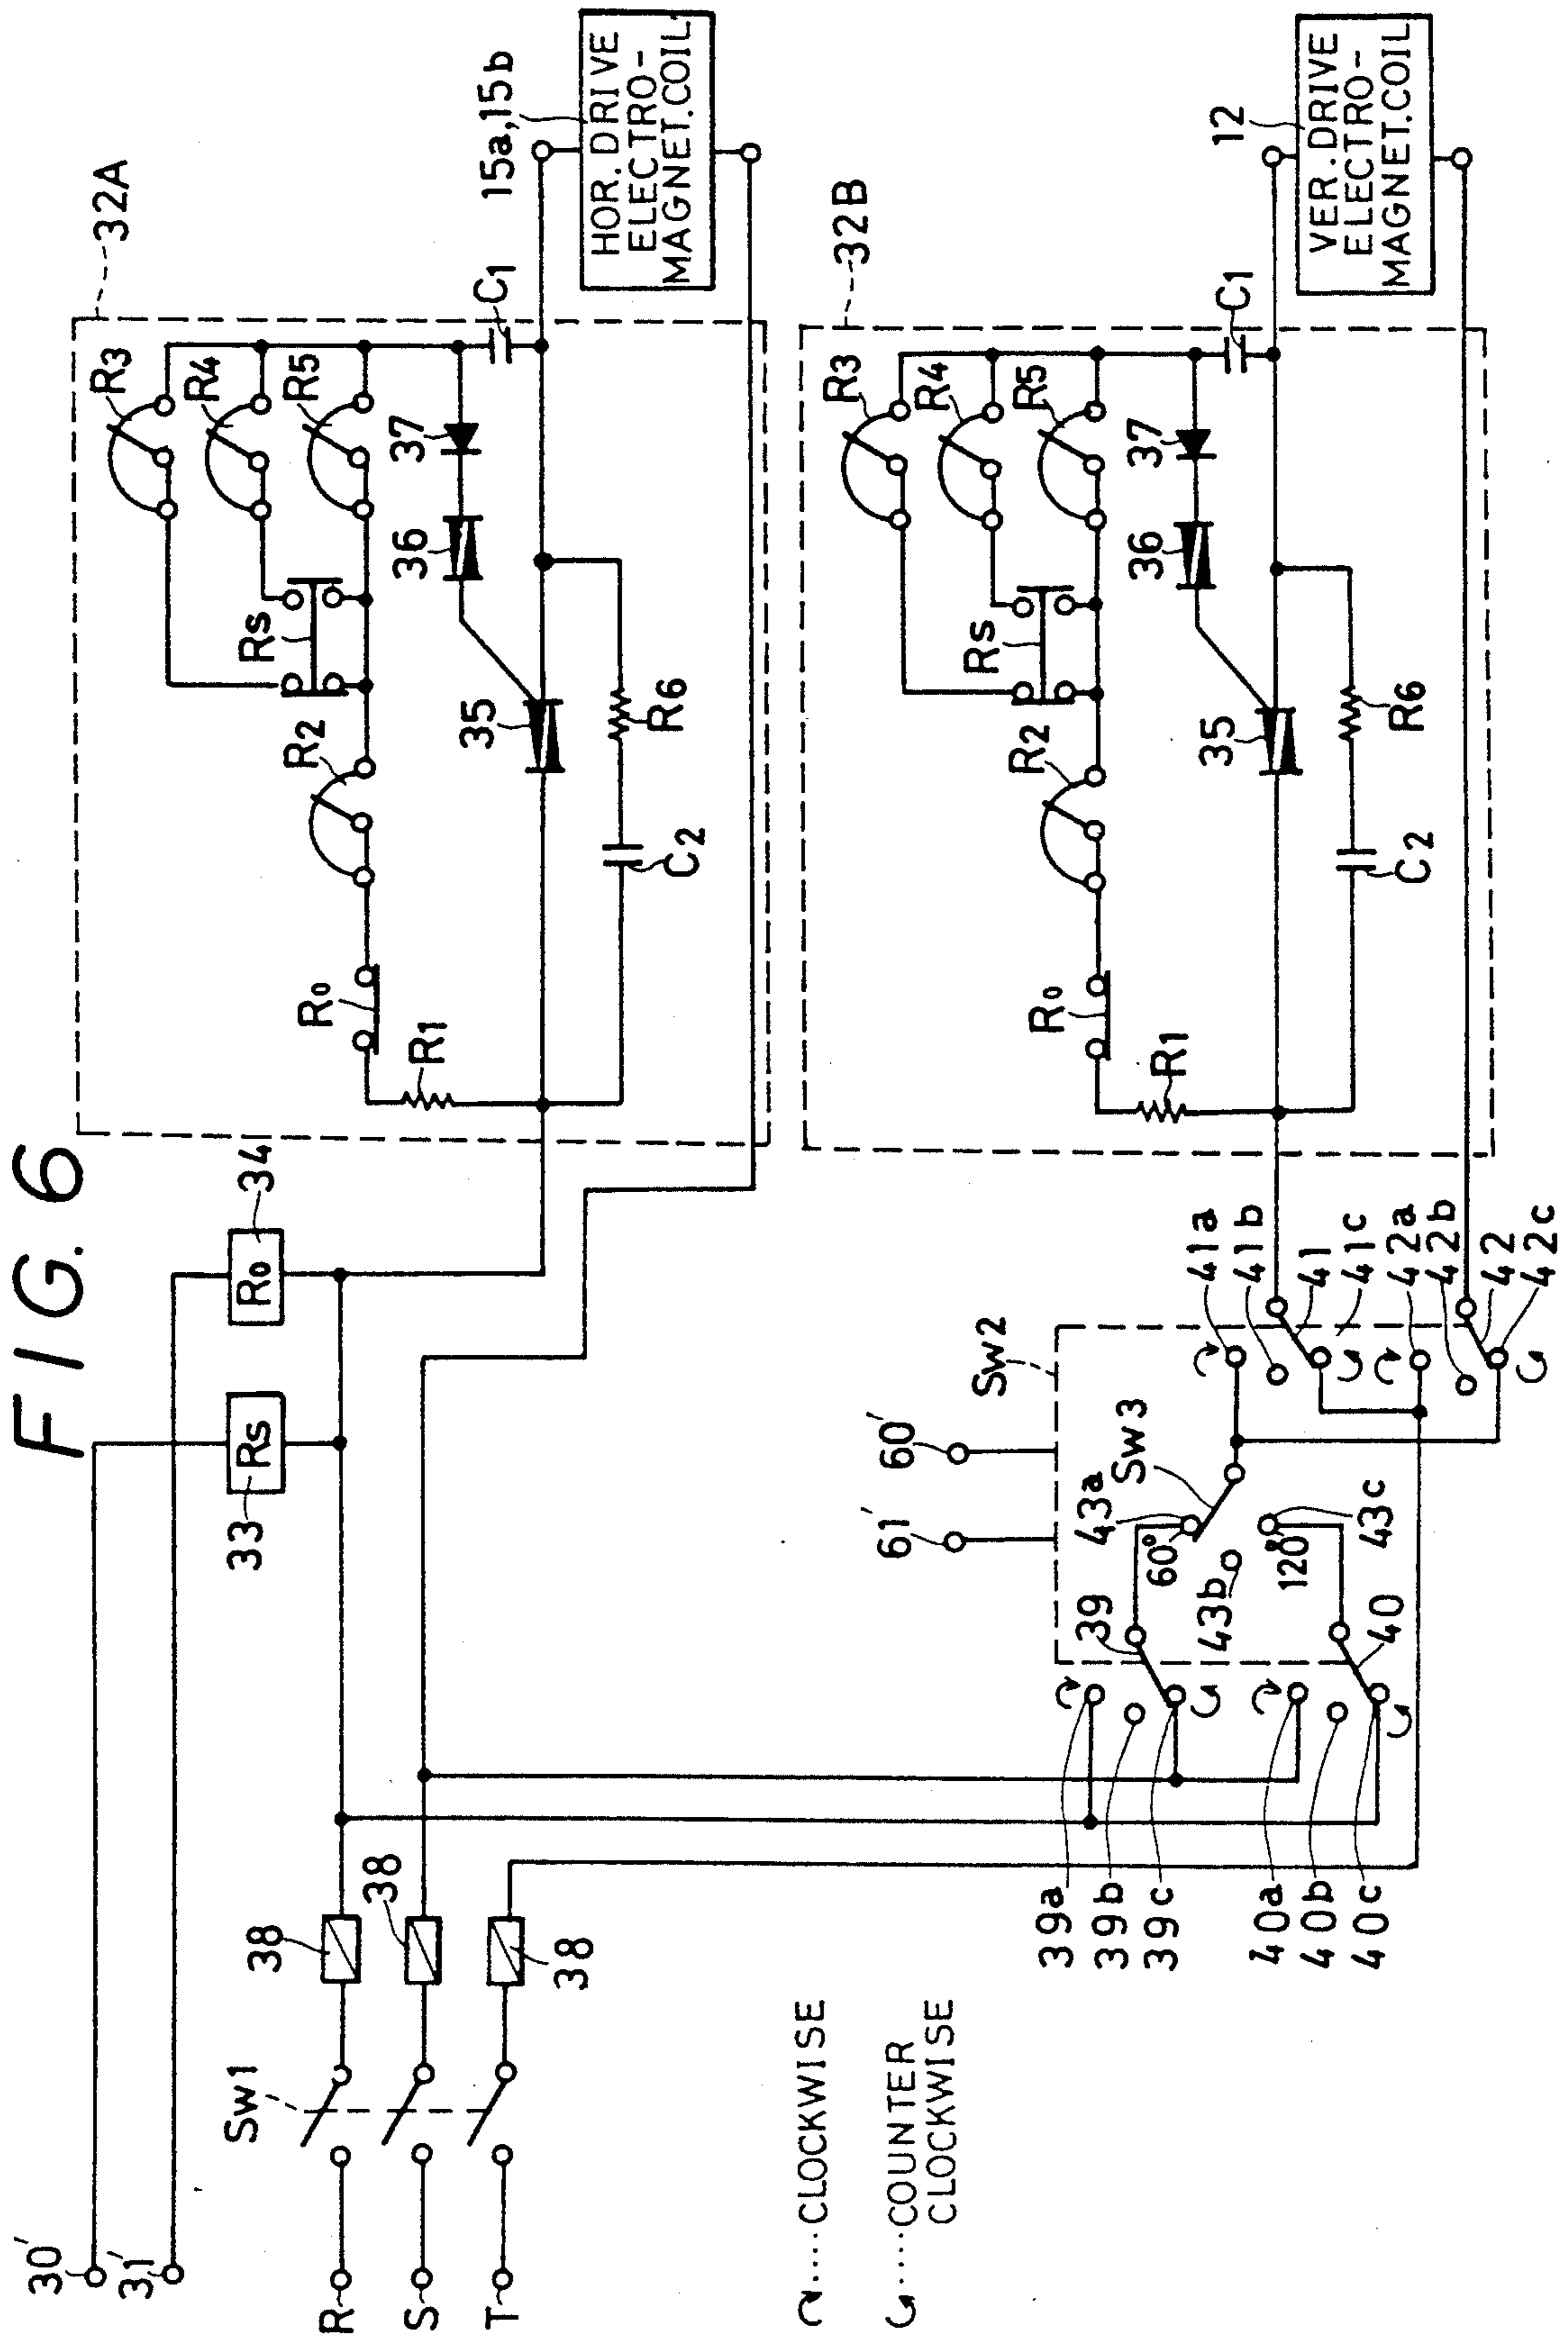 FIG. 6
30'
31'
R
S
T
Sw1
38
38
38
33
Rs
34
Ro
32A
R1
Ro
R2
Rs
R3
R4
R5
35
36
37
C1
C2
R6
15a,15b
HOR.DRIVE
ELECTRO-
MAGNET.COIL
32B
R1
Ro
R2
Rs
R3
R4
R5
35
36
37
C1
C2
R6
12
VER.DRIVE
ELECTRO-
MAGNET.COIL
61'
60'
Sw2
Sw3
39
43a
60°
43b
120°
43c
40
39a
39b
39c
40a
40b
40c
41a
41b
41
41c
42a
42b
42
42c
....CLOCKWISE
....COUNTER
CLOCKWISE